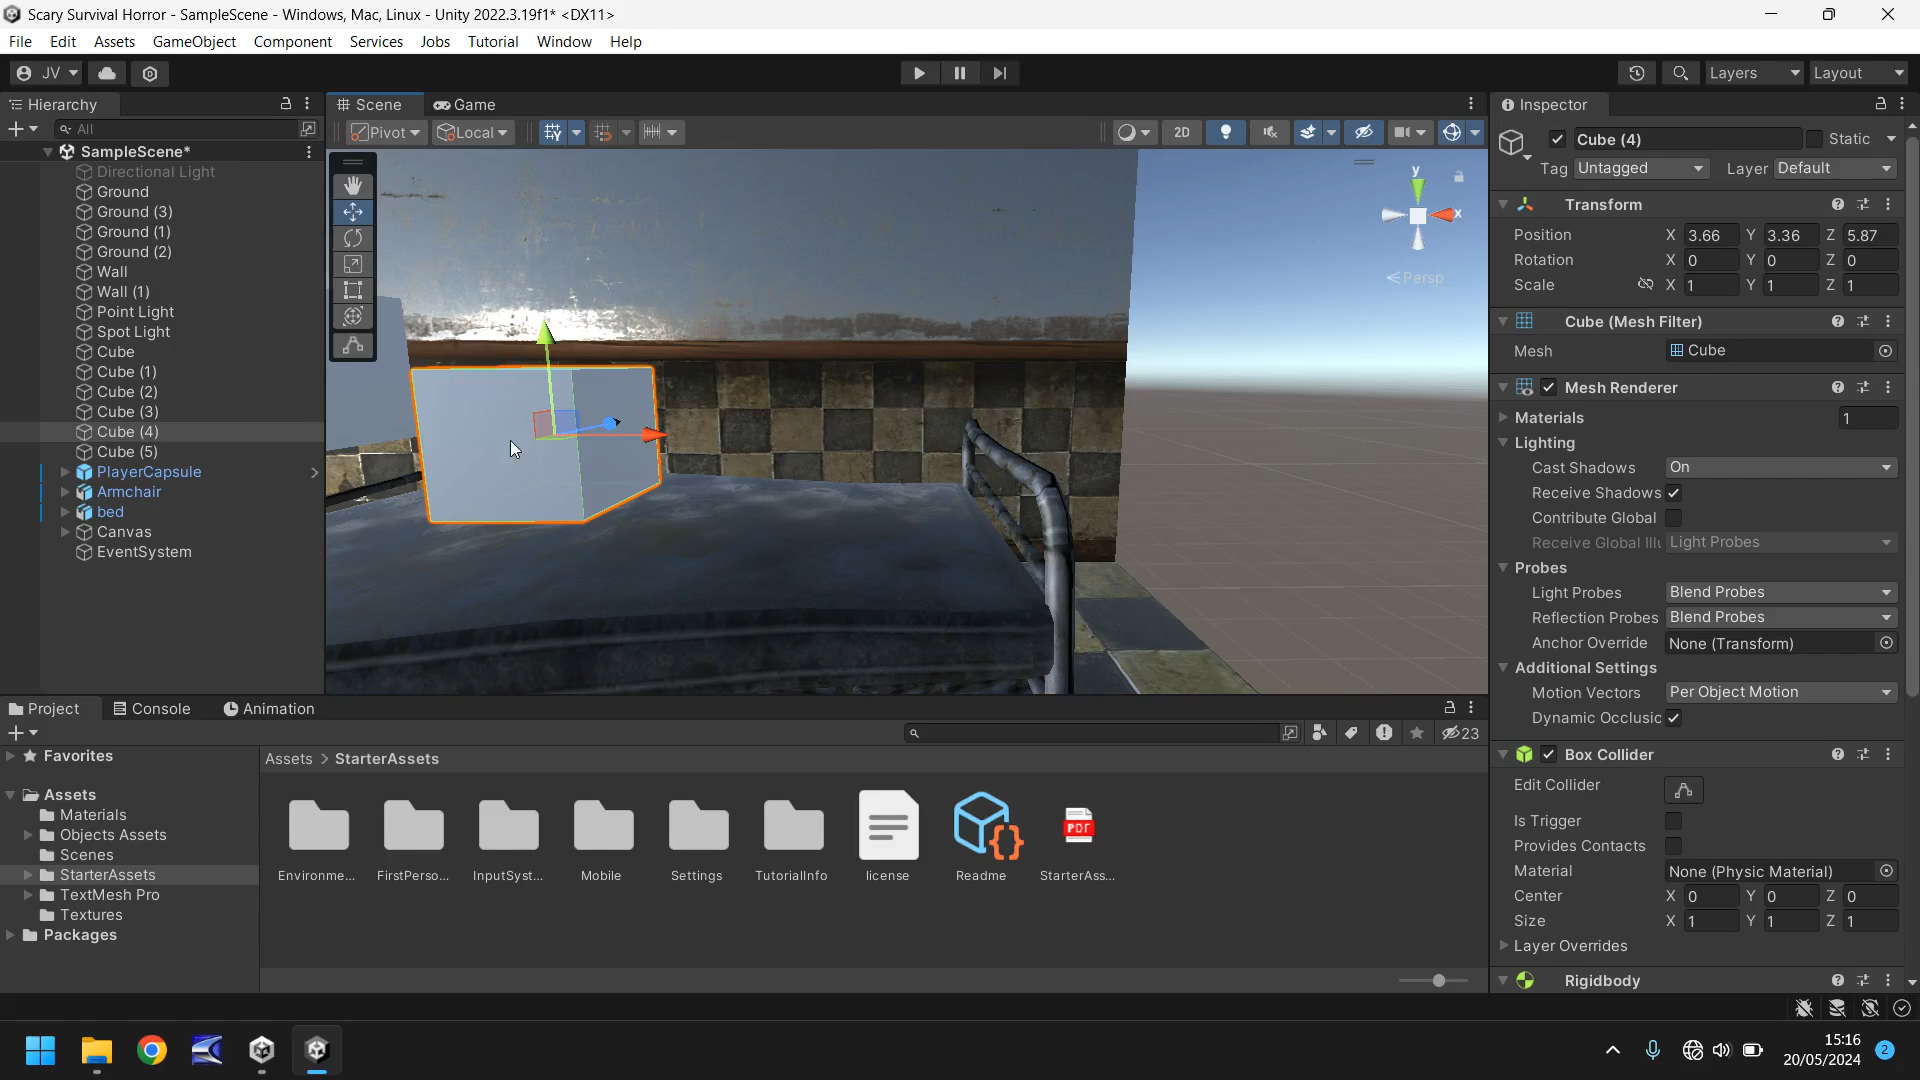 Scary Survival Horror - SampleScene - Windows, Mac, Linux - Unity 2022.3.19f1* <DX11>
File Edit Assets GameObject Component Services Jobs Tutorial Window Help
JV Layers Layout
Hierarchy
All
SampleScene*
Directional Light
Ground
Ground (3)
Ground (1)
Ground (2)
Wall
Wall (1)
Point Light
Spot Light
Cube
Cube (1)
Cube (2)
Cube (3)
Cube (4)
Cube (5)
PlayerCapsule
Armchair
bed
Canvas
EventSystem
Scene Game
Pivot Local 2D
y
x
Persp
Inspector
Cube (4) Static
Tag Untagged Layer Default
Transform
Position X 3.66 Y 3.36 Z 5.87
Rotation X 0 Y 0 Z 0
Scale X 1 Y 1 Z 1
Cube (Mesh Filter)
Mesh Cube
Mesh Renderer
Materials 1
Lighting
Cast Shadows On
Receive Shadows
Contribute Global
Receive Global Illu Light Probes
Probes
Light Probes Blend Probes
Reflection Probes Blend Probes
Anchor Override None (Transform)
Additional Settings
Motion Vectors Per Object Motion
Dynamic Occlusic
Box Collider
Edit Collider
Is Trigger
Provides Contacts
Material None (Physic Material)
Center X 0 Y 0 Z 0
Size X 1 Y 1 Z 1
Layer Overrides
Rigidbody
Project Console Animation
23
Favorites
Assets
Materials
Objects Assets
Scenes
StarterAssets
TextMesh Pro
Textures
Packages
Assets > StarterAssets
PDF
Environme... FirstPerso... InputSyst... Mobile Settings TutorialInfo license Readme StarterAss...
15:16
20/05/2024
2